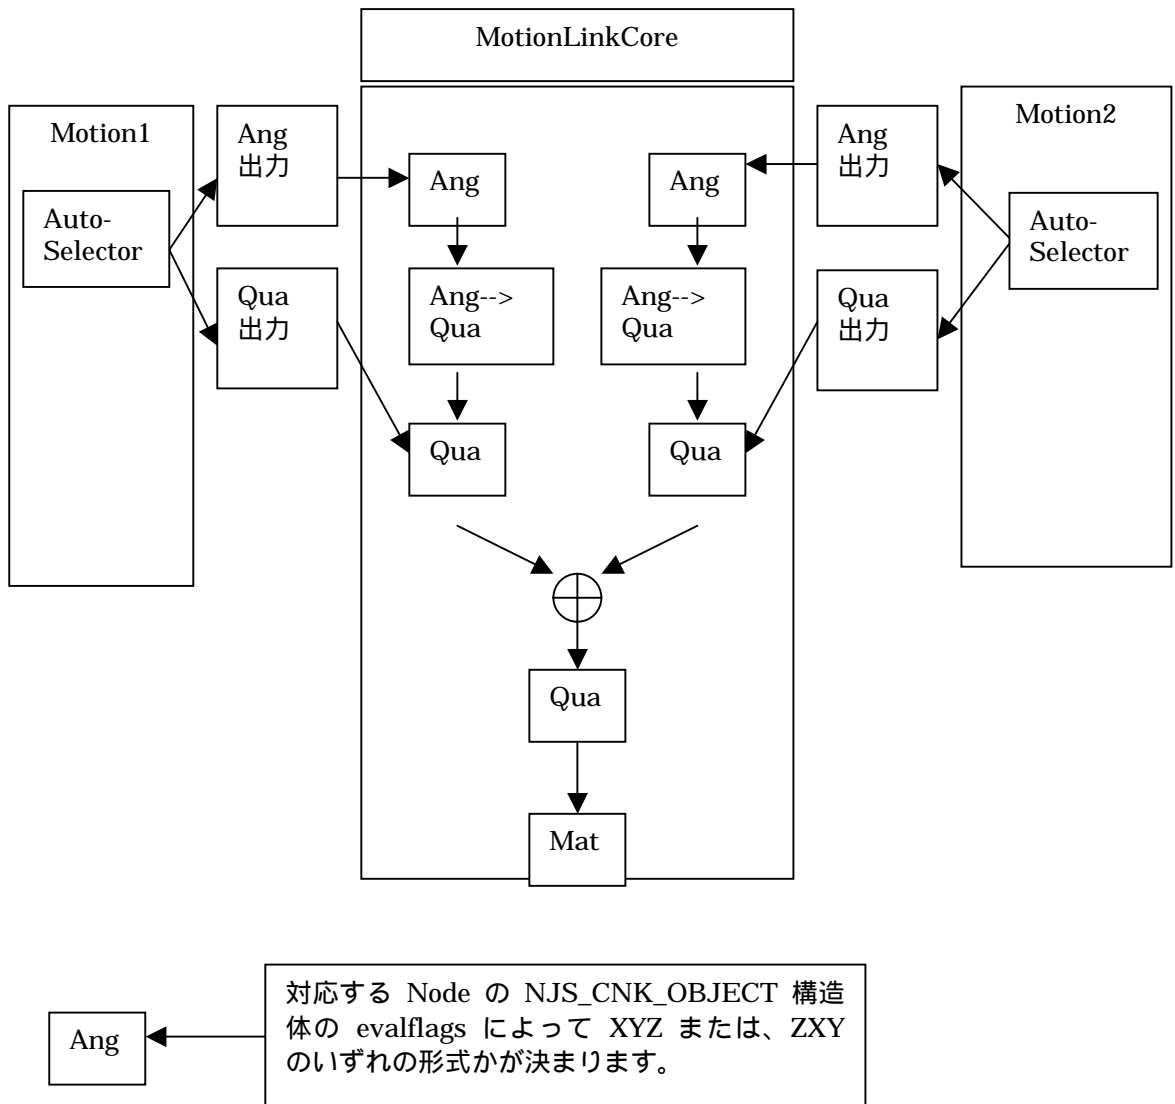 MotionLinkCore
Motion1
Auto-
Selector
Ang
出力
Qua
出力
Ang
Ang-->
Qua
Qua
Ang
Ang-->
Qua
Qua
Ang
出力
Qua
出力
Motion2
Auto-
Selector
Qua
Mat
Ang
対応する Node の NJS_CNK_OBJECT 構造
体の evalflags によって XYZ または、ZXY
のいずれの形式かが決まります。